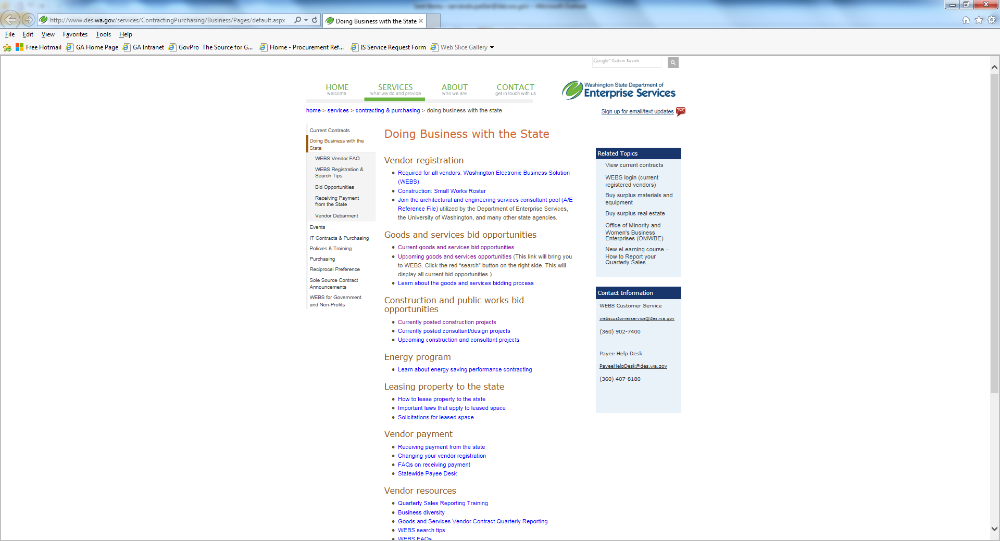 http://www.des.wa.gov/services/ContractingPurchasing/Business/Pages/default.aspx
Doing Business with the State
File Edit View Favorites Tools Help
Free Hotmail GA Home Page GA Intranet GovPro The Source for G... Home - Procurement Ref... IS Service Request Form Web Slice Gallery
Google™ Custom Search
HOME SERVICES ABOUT CONTACT
welcome what we do and provide who we are get in touch with us
Washington State Department of
Enterprise Services
home > services > contracting & purchasing > doing business with the state
Sign up for email/text updates
Current Contracts
Doing Business with the
State
WEBS Vendor FAQ
WEBS Registration &
Search Tips
Bid Opportunities
Receiving Payment
from the State
Vendor Debarment
Events
IT Contracts & Purchasing
Policies & Training
Purchasing
Reciprocal Preference
Sole Source Contract
Announcements
WEBS for Government
and Non-Profits
Doing Business with the State
Vendor registration
• Required for all vendors: Washington Electronic Business Solution
(WEBS)
• Construction: Small Works Roster
• Join the architectural and engineering services consultant pool (A/E
Reference File) utilized by the Department of Enterprise Services,
the University of Washington, and many other state agencies.
Goods and services bid opportunities
• Current goods and services bid opportunities
• Upcoming goods and services opportunities (This link will bring you
to WEBS. Click the red “search” button on the right side. This will
display all current bid opportunities.)
• Learn about the goods and services bidding process
Construction and public works bid
opportunities
• Currently posted construction projects
• Currently posted consultant/design projects
• Upcoming construction and consultant projects
Energy program
• Learn about energy saving performance contracting
Leasing property to the state
• How to lease property to the state
• Important laws that apply to leased space
• Solicitations for leased space
Vendor payment
• Receiving payment from the state
• Changing your vendor registration
• FAQs on receiving payment
• Statewide Payee Desk
Vendor resources
• Quarterly Sales Reporting Training
• Business diversity
• Goods and Services Vendor Contract Quarterly Reporting
• WEBS search tips
• WEBS FAQs
Related Topics
View current contracts
WEBS login (current
registered vendors)
Buy surplus materials and
equipment
Buy surplus real estate
Office of Minority and
Women's Business
Enterprises (OMWBE)
New eLearning course –
How to Report your
Quarterly Sales
Contact Information
WEBS Customer Service
webscustomerservice@des.wa.gov
(360) 902-7400
Payee Help Desk
PayeeHelpDesk@des.wa.gov
(360) 407-8180